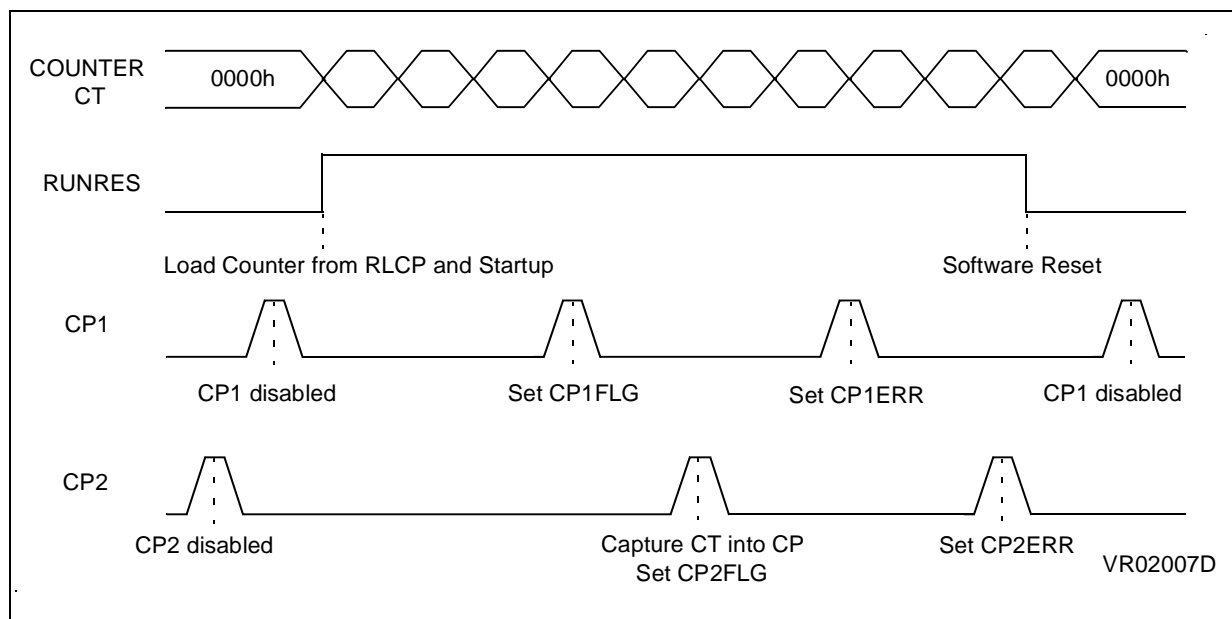 COUNTER
CT
0000h
0000h
RUNRES
Load Counter from RLCP and Startup
Software Reset
CP1
CP1 disabled
Set CP1FLG
Set CP1ERR
CP1 disabled
CP2
CP2 disabled
Capture CT into CP
Set CP2FLG
Set CP2ERR
VR02007D